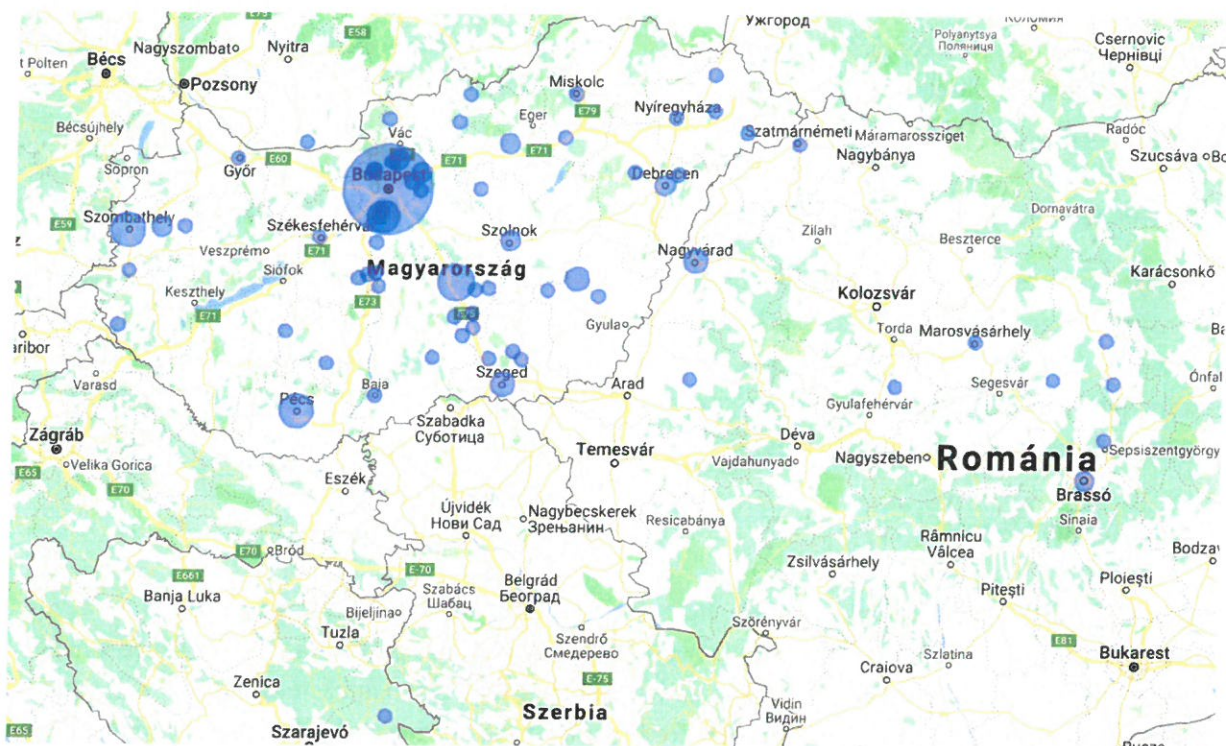 E75
E58
Ужгород
Коломия
Nagyszombat
Nyitra
Polyanytsya
Поляниця
Csernovic
Чернівці
t Pölten
Bécs
Pozsony
Miskolc
E79
Nyíregyháza
Eger
Bécsújhely
Vác
Szatmárnémeti
Máramarossziget
Radóc
Sopron
Győr
E60
E71
E71
Nagybánya
Szucsáva
Bo
Budapest
Debrecen
Szombathely
E59
Székesfehérvár
Szolnok
Dornavátra
Veszprém
E71
Nagyvárad
Zilah
Beszterce
Siófok
Magyarország
Karácsonkő
Keszthely
E73
Kolozsvár
E71
E75
Gyula
Torda
Marosvásárhely
aribor
Varasd
Baja
Szeged
Arad
Segesvár
Ónfal
Pécs
Szabadka
Суботица
Gyulafehérvár
Zágráb
Temesvár
Déva
E65
Velika Gorica
Vajdahunyad
Nagyszeben
Románia
Sepsiszentgyörgy
E70
Eszék
Brassó
Újvidék
Нови Сад
Nagybecskerek
Зрењанин
Resicabánya
Sinaia
Râmnicu
Vâlcea
E70
Bród
E-70
Zsilvásárhely
Bodza
E661
Banja Luka
Szabács
Шабац
Belgrád
Београд
Pitești
Ploiești
Bijeljina
Tuzla
Szendrő
Смедерево
Szörényvár
E81
Bukarest
Zenica
E-75
Craiova
Szlatina
Szerbia
Vidin
Видин
E65
Szarajevó